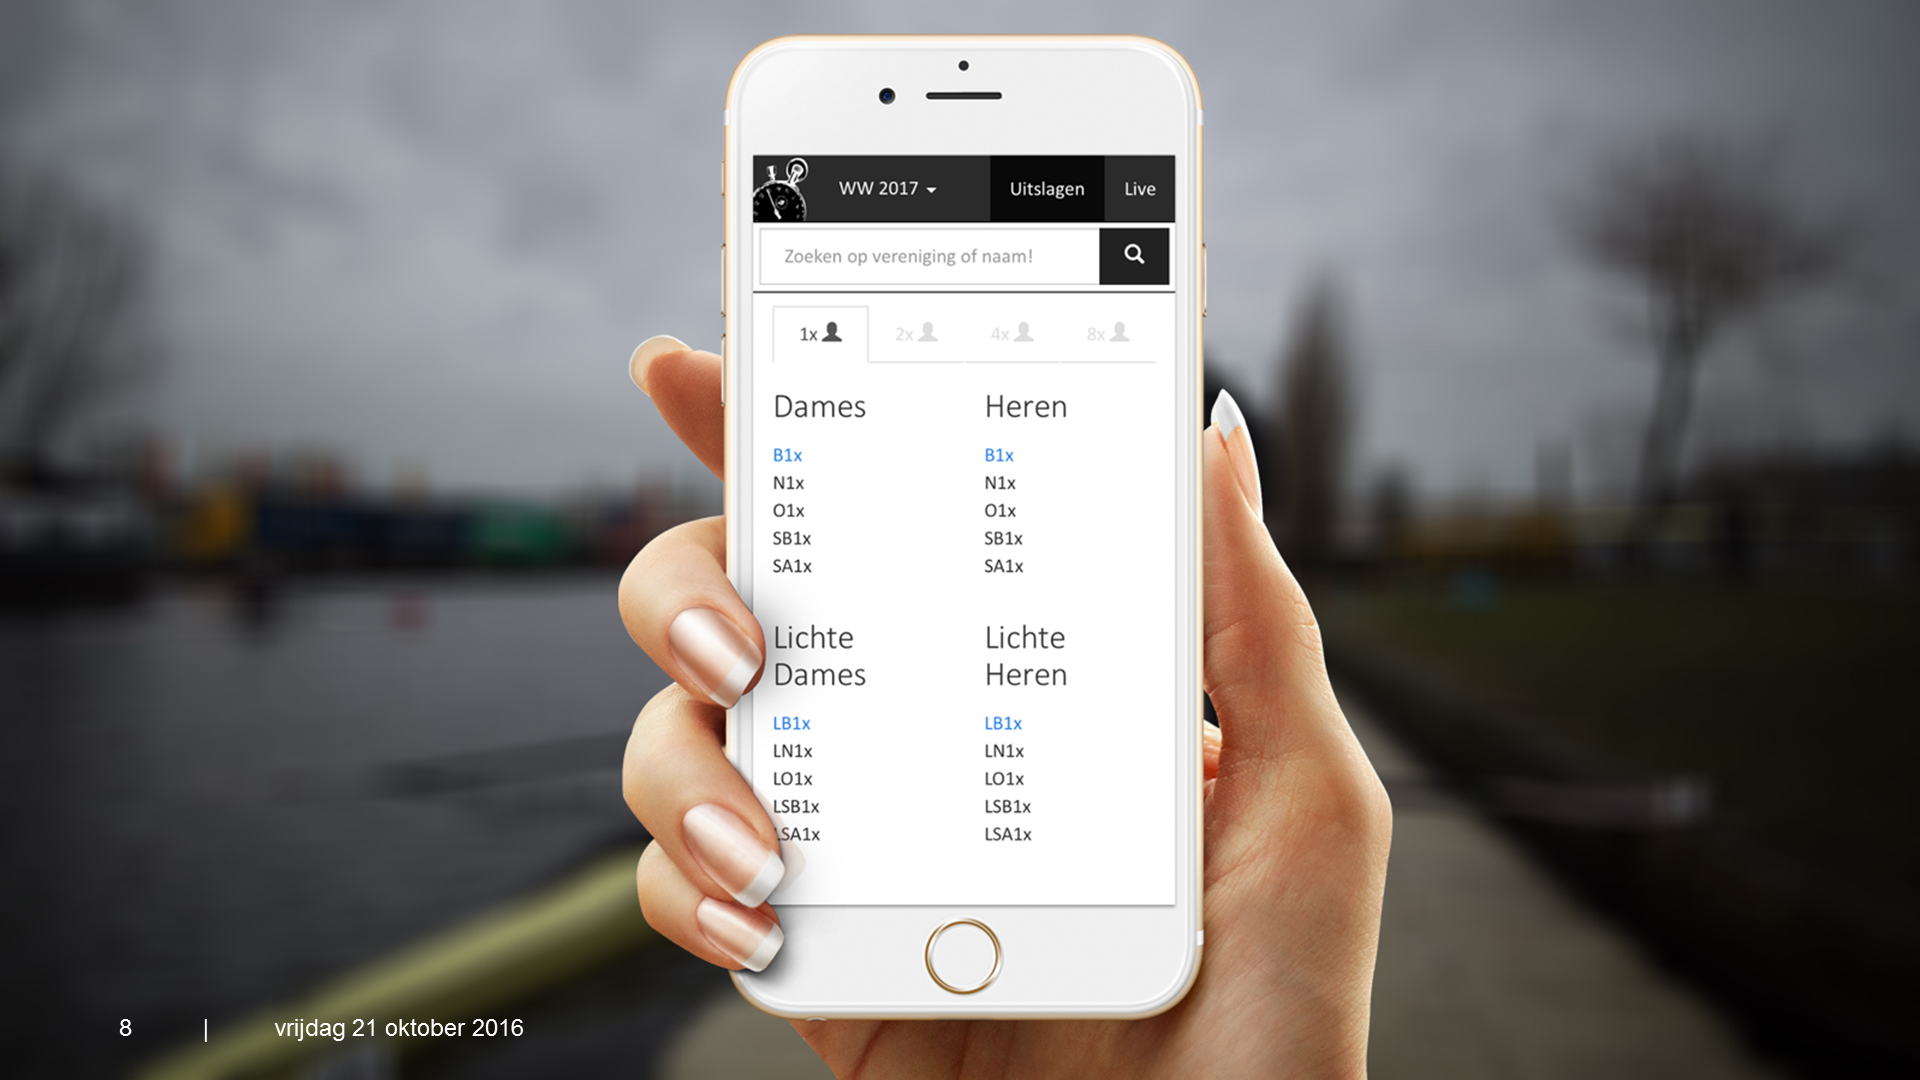 WW 2017 Uitslagen Live
Zoeken op vereniging of naam!
1x 2x 4x 8x
Dames
B1x
N1x
O1x
SB1x
SA1x
Heren
B1x
N1x
O1x
SB1x
SA1x
Lichte
Dames
LB1x
LN1x
LO1x
LSB1x
LSA1x
Lichte
Heren
LB1x
LN1x
LO1x
LSB1x
LSA1x
8 | vrijdag 21 oktober 2016